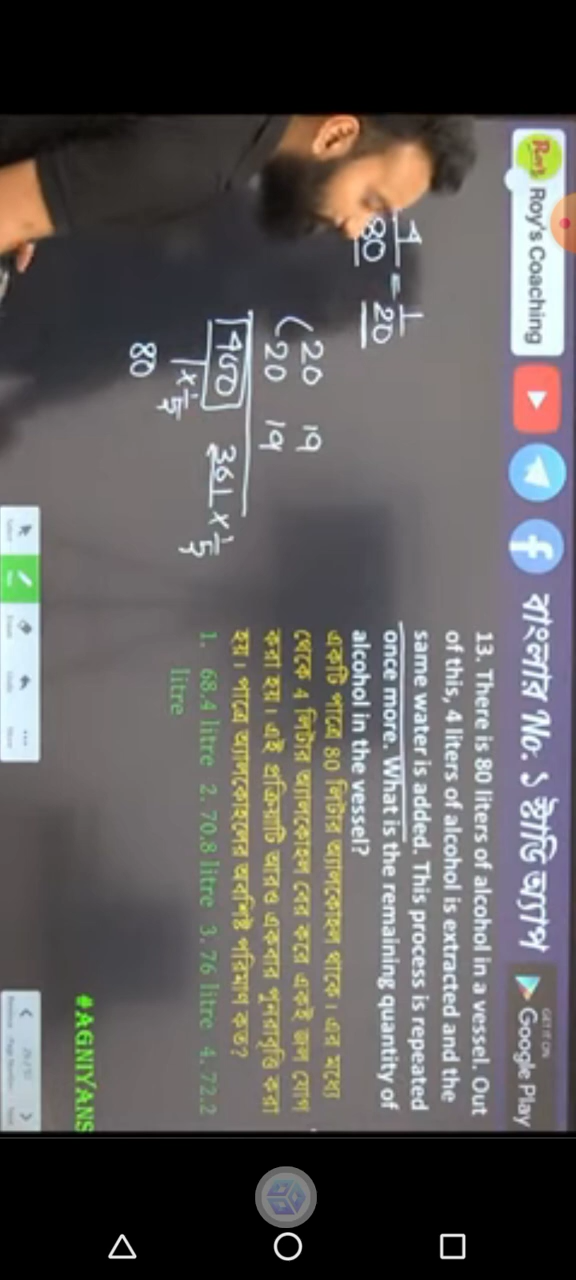 Roy's
Roy's Coaching
বাংলার No. ১ স্টাডি অ্যাপ
GET IT ON
Google Play
13. There is 80 liters of alcohol in a vessel. Out
of this, 4 liters of alcohol is extracted and the
same water is added. This process is repeated
once more. What is the remaining quantity of
alcohol in the vessel?
একটি পাত্রে 80 লিটার অ্যালকোহল থাকে। এর মধ্যে
থেকে 4 লিটার অ্যালকোহল বের করে একই জল যোগ
করা হয়। এই প্রক্রিয়াটি আরও একবার পুনরাবৃত্তি করা
হয়। পাত্রে অ্যালকোহলের অবশিষ্ট পরিমাণ কত?
1. 68.4 litre 2. 70.8 litre 3. 76 litre 4. 72.2
litre
4/80 = 1/20
20 19
20 19
400 361 × 1/5
× 1/5
80
#AGNIYANS